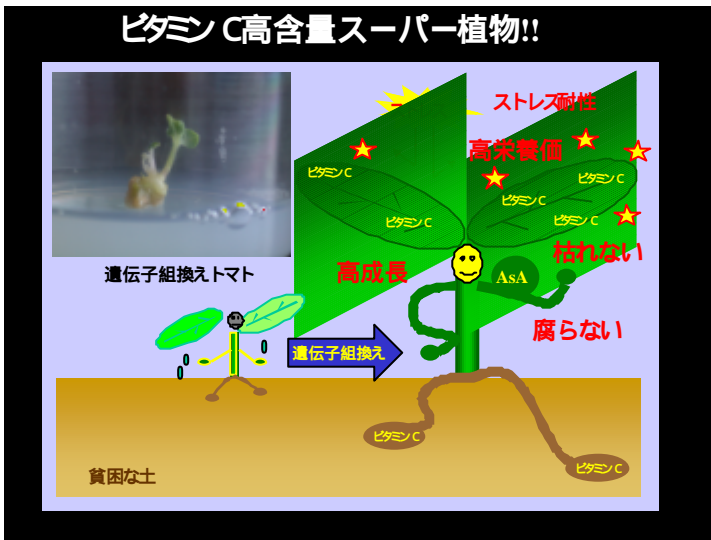 ビタミンC高含量スーパー植物!!
ストレス耐性
高栄養価
ビタミンC
ビタミンC
ビタミンC
ビタミンC
ビタミンC
枯れない
遺伝子組換えトマト
高成長
AsA
腐らない
遺伝子組換え
ビタミンC
ビタミンC
貧困な土